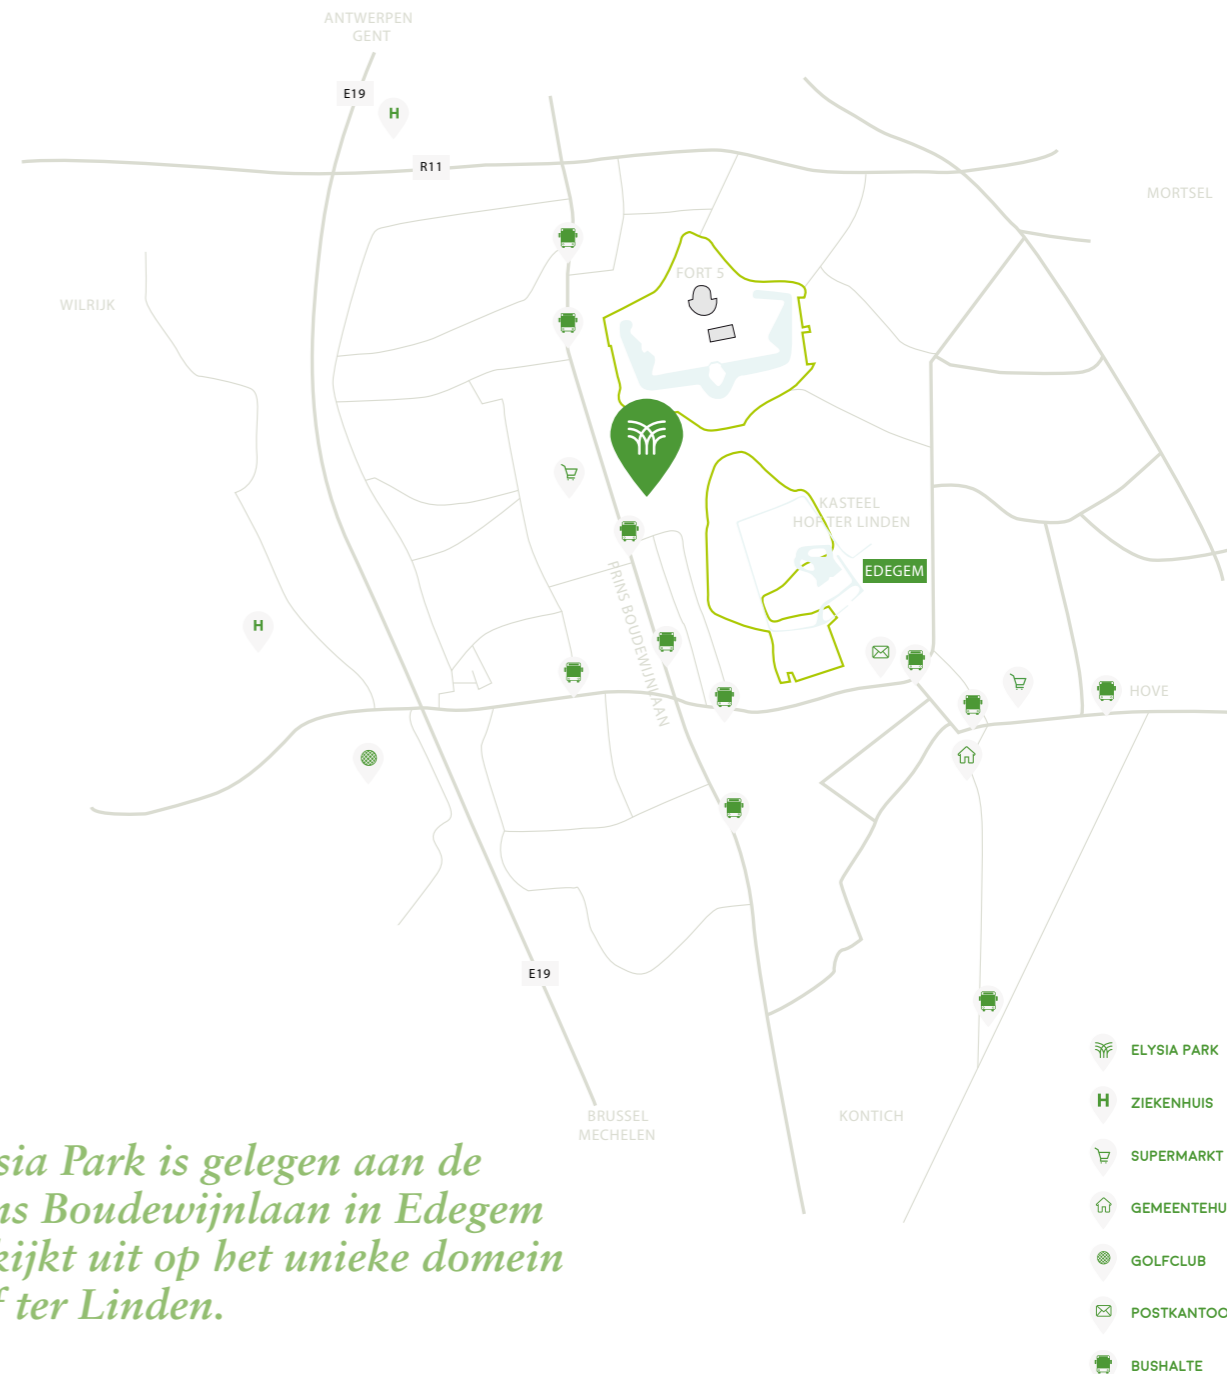 ANTWERPEN
GENT
E19
H
R11
MORTSEL
WILRIJK
FORT 5
KASTEEL
HOF TER LINDEN
EDEGEM
H
PRINS BOUDEWIJNLAAN
HOVE
E19
BRUSSEL
MECHELEN
KONTICH
sia Park is gelegen aan de
ns Boudewijnlaan in Edegem
kijkt uit op het unieke domein
f ter Linden.
ELYSIA PARK
H ZIEKENHUIS
SUPERMARKT
GEMEENTEHU
GOLFCLUB
POSTKANTOO
BUSHALTE